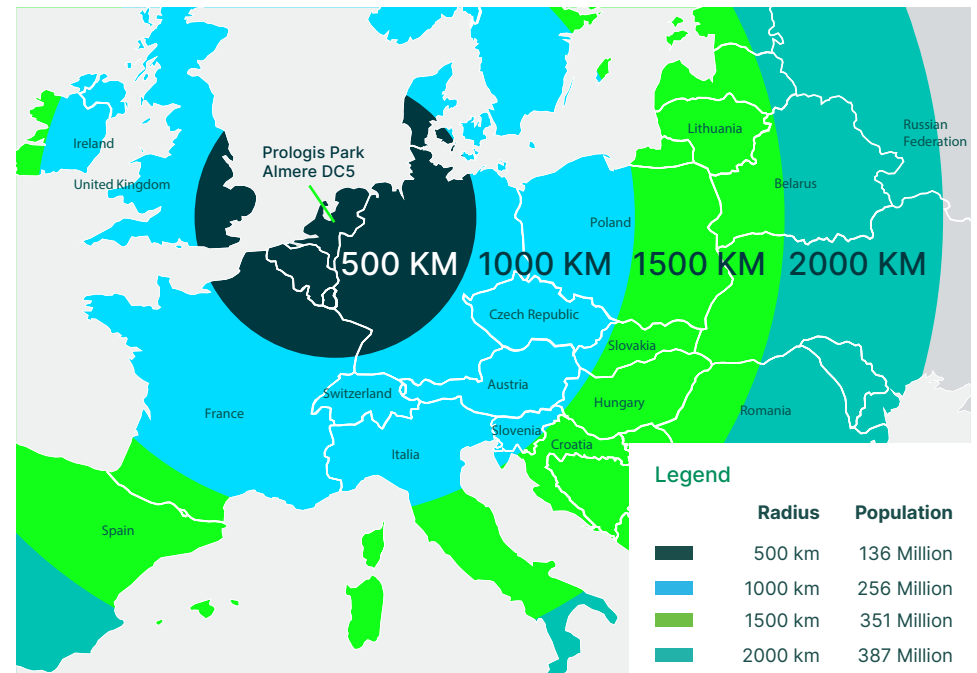 Prologis Park
Almere DC5
Ireland
United Kingdom
Lithuania
Russian
Federation
Belarus
Poland
500 KM
1000 KM
1500 KM
2000 KM
Czech Republic
Slovakia
Switzerland
Austria
Hungary
France
Romania
Slovenia
Croatia
Italia
Spain
Legend
Radius Population
500 km 136 Million
1000 km 256 Million
1500 km 351 Million
2000 km 387 Million